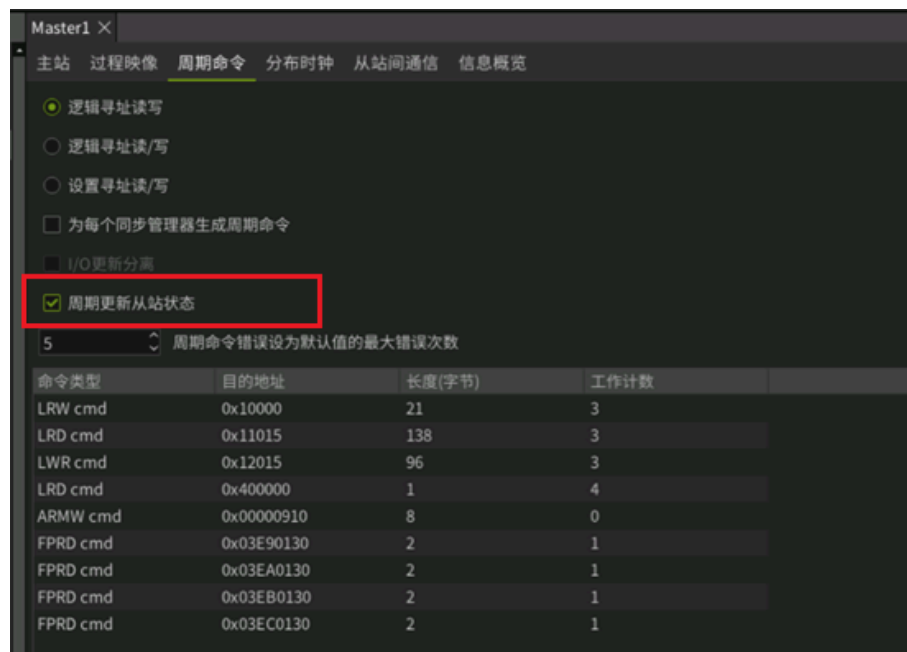 Master1
主站 过程映像 周期命令 分布时钟 从站间通信 信息概览
逻辑寻址读写
逻辑寻址读/写
设置寻址读/写
为每个同步管理器生成周期命令
I/O更新分离
周期更新从站状态
5 周期命令错误设为默认值的最大错误次数
命令类型 目的地址 长度(字节) 工作计数
LRW cmd 0x10000 21 3
LRD cmd 0x11015 138 3
LWR cmd 0x12015 96 3
LRD cmd 0x400000 1 4
ARMW cmd 0x00000910 8 0
FPRD cmd 0x03E90130 2 1
FPRD cmd 0x03EA0130 2 1
FPRD cmd 0x03EB0130 2 1
FPRD cmd 0x03EC0130 2 1